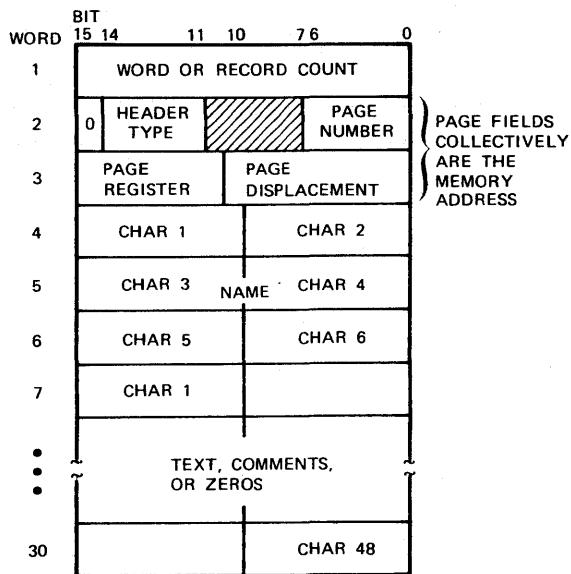 BIT
WORD 15 14 11 10 7 6 0
1 WORD OR RECORD COUNT
2 0 HEADER TYPE PAGE NUMBER
3 PAGE REGISTER PAGE DISPLACEMENT
PAGE FIELDS
COLLECTIVELY
ARE THE
MEMORY
ADDRESS
4 CHAR 1 CHAR 2
5 CHAR 3 NAME CHAR 4
6 CHAR 5 CHAR 6
7 CHAR 1
TEXT, COMMENTS,
OR ZEROS
30 CHAR 48